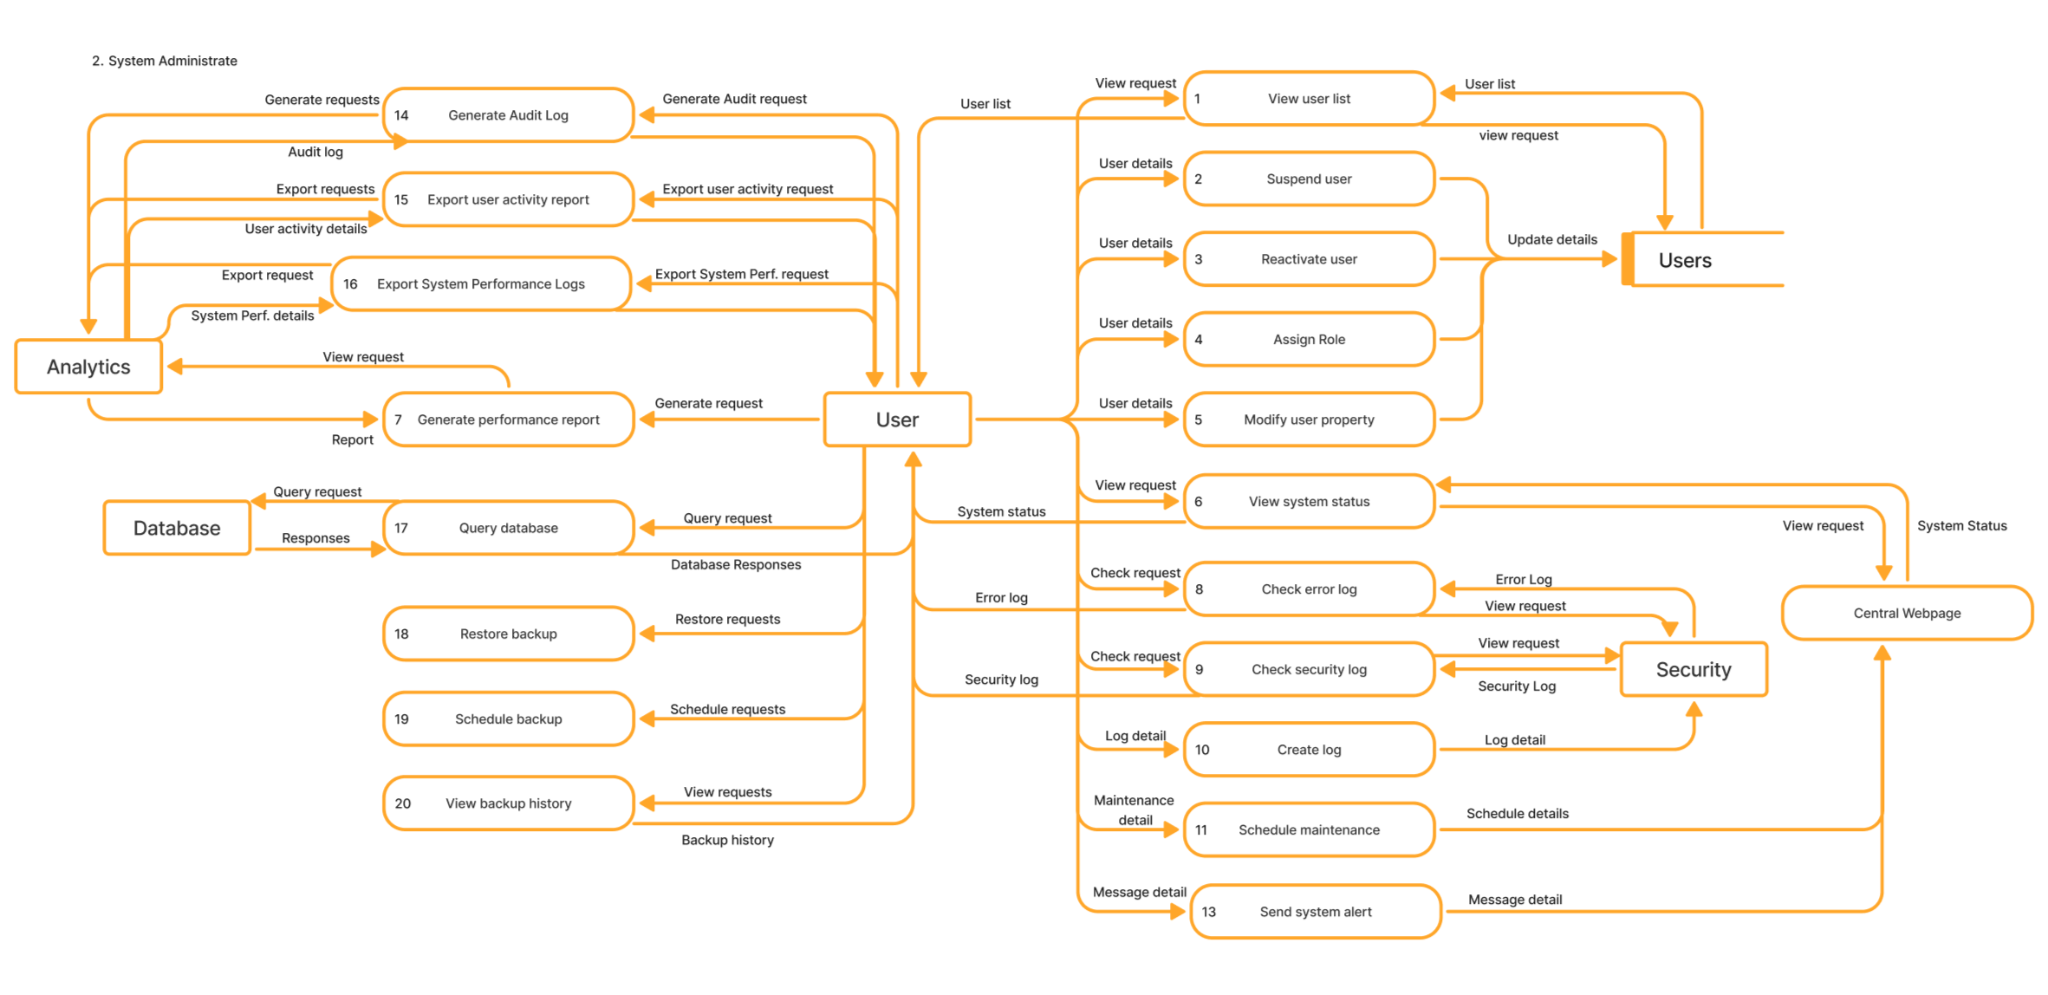 2. System Administrate
Generate requests
14 Generate Audit Log
Generate Audit request
Audit log
Export requests
15 Export user activity report
Export user activity request
User activity details
Export request
16 Export System Performance Logs
Export System Perf. request
System Perf. details
Analytics
View request
7 Generate performance report
Generate request
Report
User
Database
Query request
Responses
17 Query database
Query request
Database Responses
18 Restore backup
Restore requests
19 Schedule backup
Schedule requests
20 View backup history
View requests
Backup history
User list
View request
1 View user list
User list
view request
User details
2 Suspend user
User details
3 Reactivate user
Update details
Users
User details
4 Assign Role
User details
5 Modify user property
View request
6 View system status
System status
View request
System Status
Central Webpage
Check request
8 Check error log
Error Log
View request
Error log
Check request
9 Check security log
View request
Security Log
Security
Security log
Log detail
10 Create log
Log detail
Maintenance
detail
11 Schedule maintenance
Schedule details
Message detail
13 Send system alert
Message detail